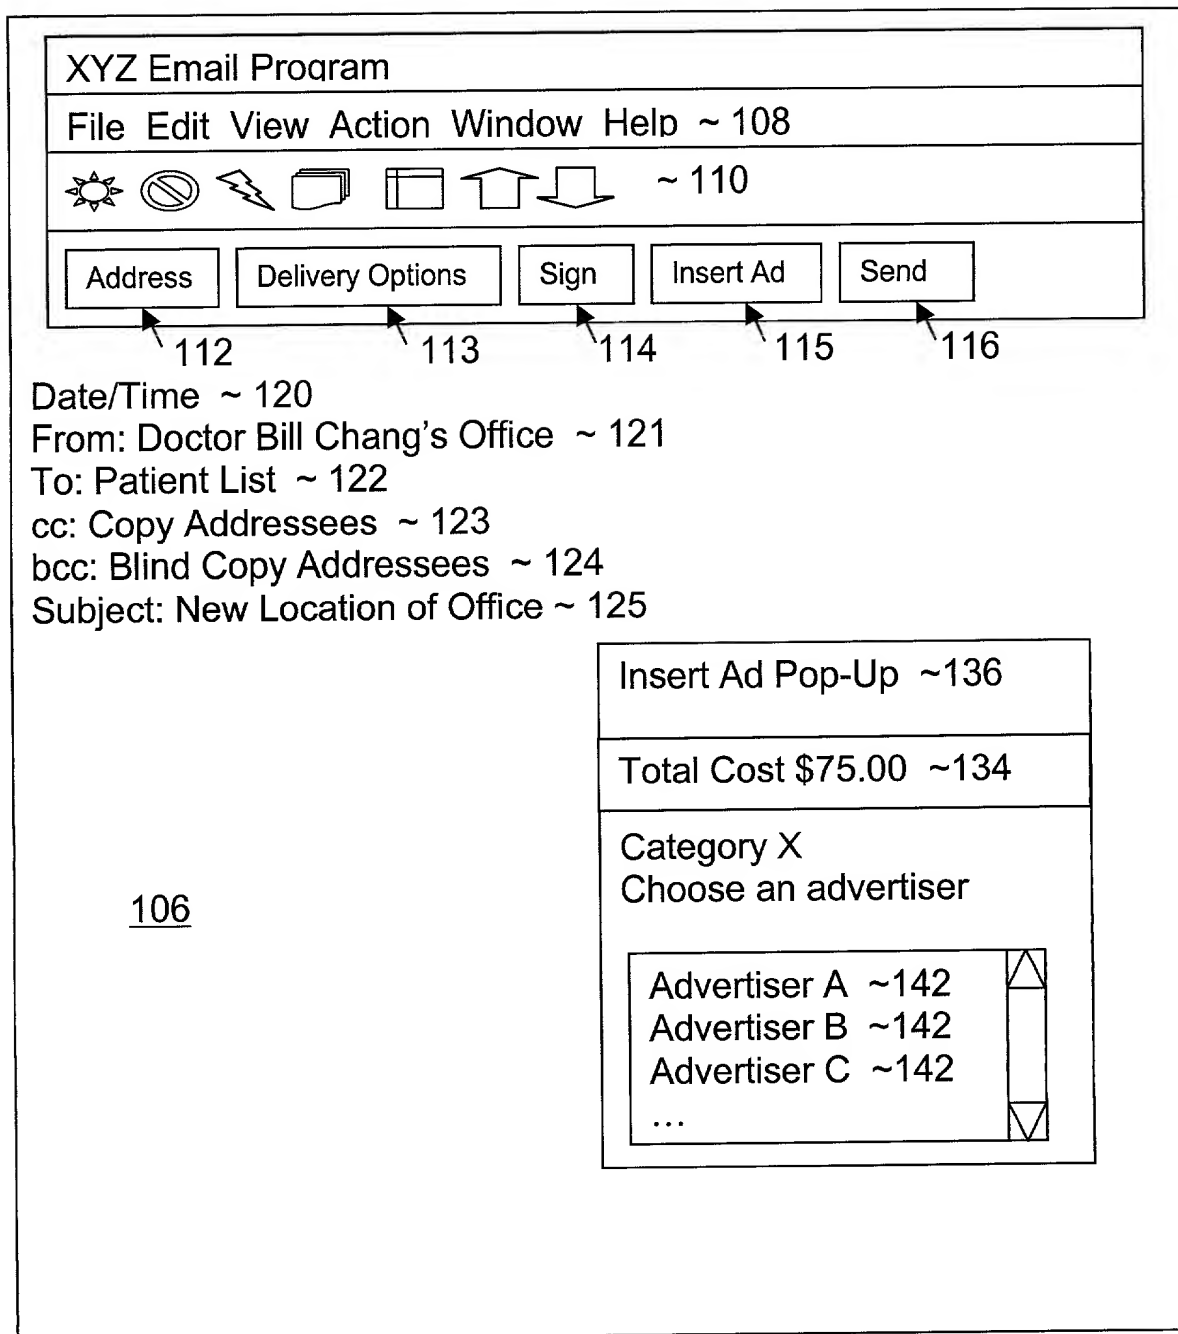 XYZ Email Program
File Edit View Action Window Help ~ 108
~ 110
Address Delivery Options Sign Insert Ad Send
112 113 114 115 116
Date/Time ~ 120
From: Doctor Bill Chang's Office ~ 121
To: Patient List ~ 122
cc: Copy Addressees ~ 123
bcc: Blind Copy Addressees ~ 124
Subject: New Location of Office ~ 125
Insert Ad Pop-Up ~136
Total Cost $75.00 ~134
Category X
Choose an advertiser
106
Advertiser A ~142
Advertiser B ~142
Advertiser C ~142
...